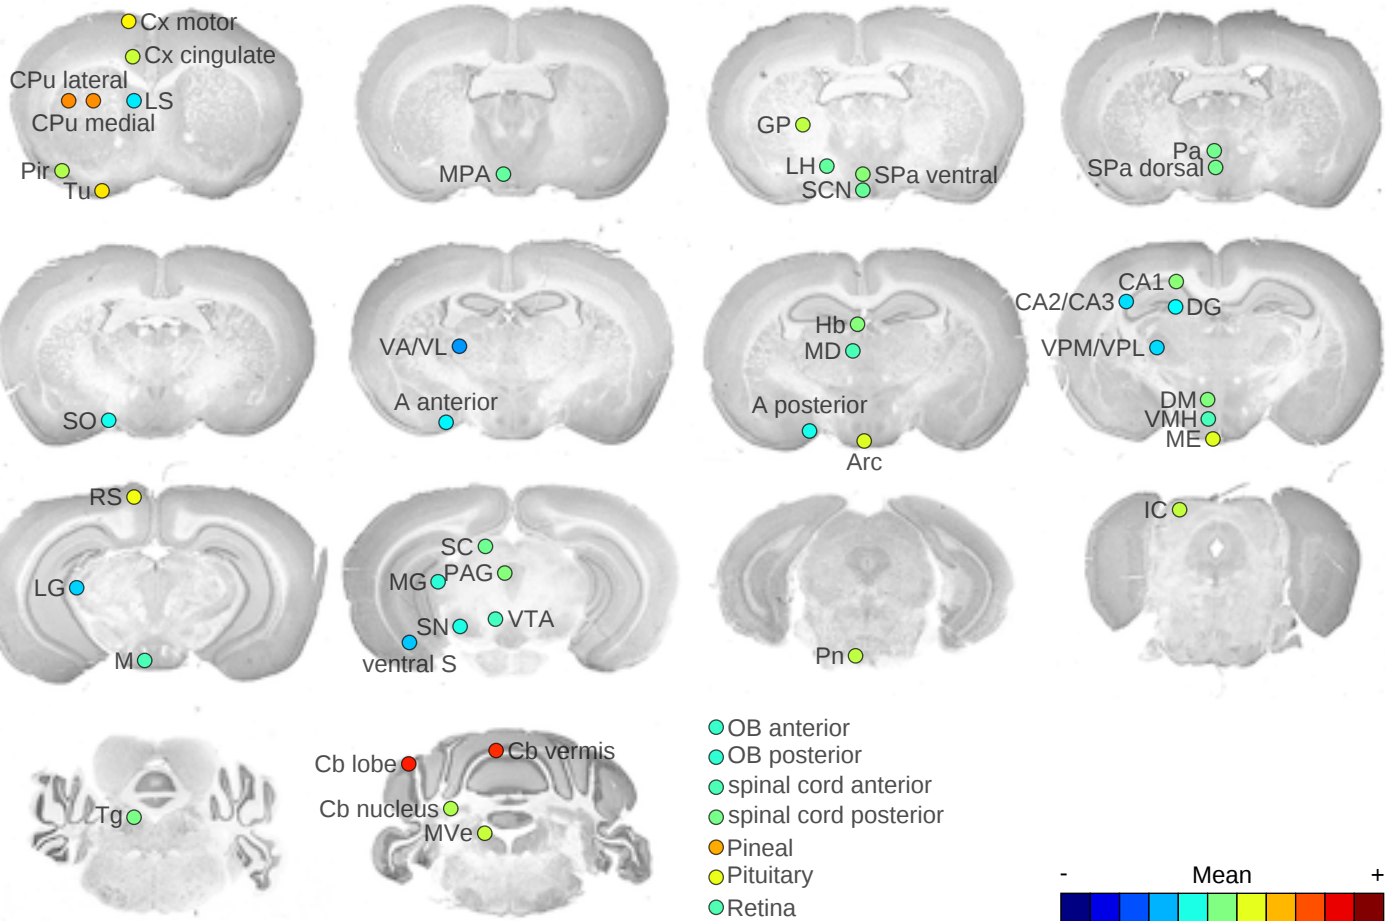 Cx motor
Cx cingulate
CPu lateral
LS
CPu medial
Pir
Tu
MPA
GP
LH
SPa ventral
SCN
Pa
SPa dorsal
SO
VA/VL
A anterior
Hb
MD
A posterior
Arc
CA1
CA2/CA3
DG
VPM/VPL
DM
VMH
ME
RS
LG
M
SC
MG
PAG
SN
VTA
ventral S
Pn
IC
Tg
Cb lobe
Cb vermis
Cb nucleus
MVe
OB anterior
OB posterior
spinal cord anterior
spinal cord posterior
Pineal
Pituitary
Retina
- Mean +